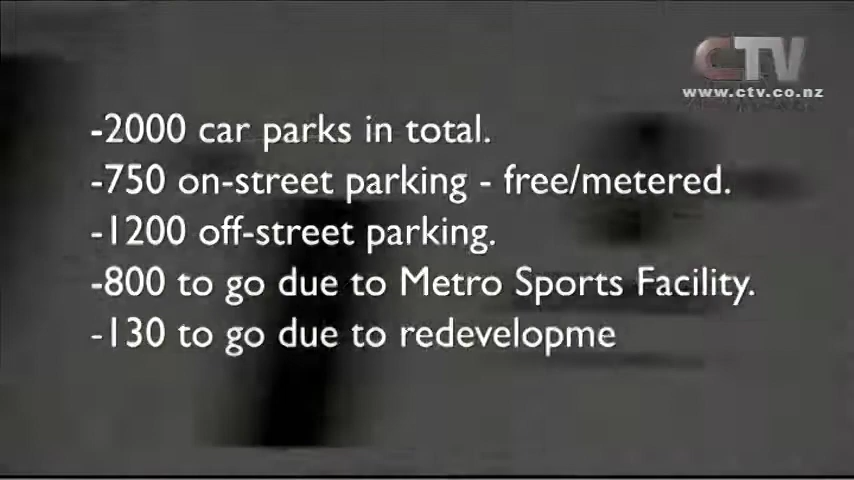 CTV
www.ctv.co.nz
-2000 car parks in total.
-750 on-street parking - free/metered.
-1200 off-street parking.
-800 to go due to Metro Sports Facility.
-130 to go due to redevelopme